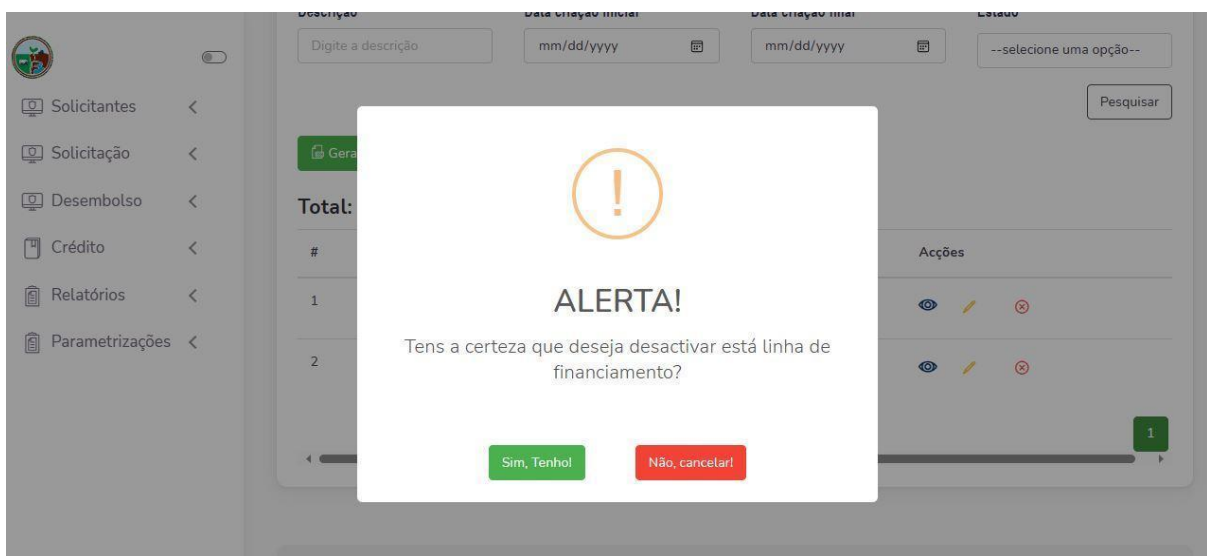 Descrição Data criação inicial Data criação final Estado
Digite a descrição mm/dd/yyyy mm/dd/yyyy --selecione uma opção--
Solicitantes
Pesquisar
Solicitação
Gera
Desembolso
Total:
!
Crédito
# Acções
Relatórios
1
ALERTA!
Parametrizações
Tens a certeza que deseja desactivar está linha de
2
financiamento?
1
Sim, Tenho! Não, cancelar!